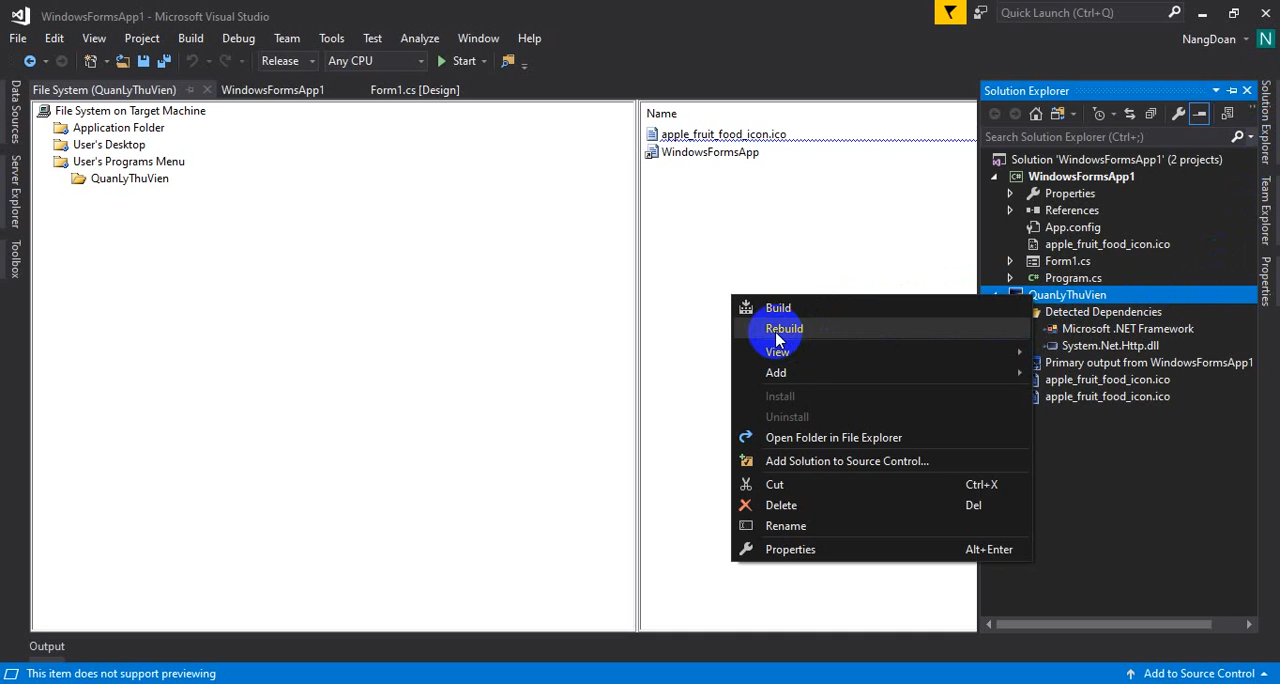 WindowsFormsApp1 - Microsoft Visual Studio
Quick Launch (Ctrl+Q)
File Edit View Project Build Debug Team Tools Test Analyze Window Help
NangDoan N
Release Any CPU Start
File System (QuanLyThuVien) WindowsFormsApp1 Form1.cs [Design]
Data Sources
Server Explorer
Toolbox
File System on Target Machine
Application Folder
User's Desktop
User's Programs Menu
QuanLyThuVien
Name
apple_fruit_food_icon.ico
WindowsFormsApp
Build
Rebuild
View
Add
Install
Uninstall
Open Folder in File Explorer
Add Solution to Source Control...
Cut Ctrl+X
Delete Del
Rename
Properties Alt+Enter
Solution Explorer
Search Solution Explorer (Ctrl+;)
Solution 'WindowsFormsApp1' (2 projects)
C# WindowsFormsApp1
Properties
References
App.config
apple_fruit_food_icon.ico
Form1.cs
C# Program.cs
QuanLyThuVien
Detected Dependencies
Microsoft .NET Framework
System.Net.Http.dll
Primary output from WindowsFormsApp1
apple_fruit_food_icon.ico
apple_fruit_food_icon.ico
Solution Explorer
Team Explorer
Properties
Output
This item does not support previewing
Add to Source Control